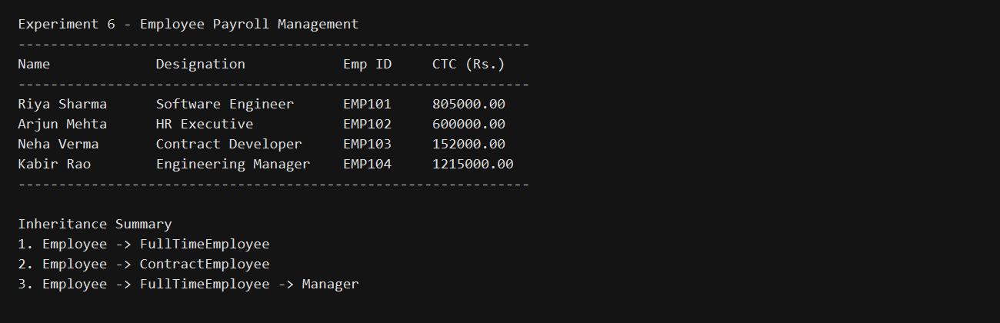 Experiment 6 - Employee Payroll Management
---------------------------------------------------------------
Name             Designation            Emp ID     CTC (Rs.)
---------------------------------------------------------------
Riya Sharma      Software Engineer      EMP101     805000.00
Arjun Mehta      HR Executive           EMP102     600000.00
Neha Verma       Contract Developer     EMP103     152000.00
Kabir Rao        Engineering Manager    EMP104     1215000.00
---------------------------------------------------------------
Inheritance Summary
1. Employee -> FullTimeEmployee
2. Employee -> ContractEmployee
3. Employee -> FullTimeEmployee -> Manager